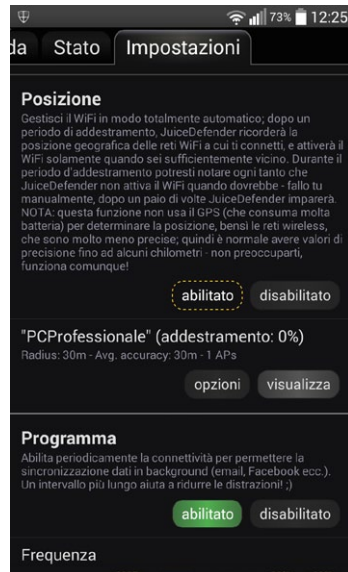 73% 12:25
da Stato Impostazioni
Posizione
Gestisci il WiFi in modo totalmente automatico; dopo un
periodo di addestramento, JuiceDefender ricorderà la
posizione geografica delle reti WiFi a cui ti connetti, e attiverà il
WiFi solamente quando sei sufficientemente vicino. Durante il
periodo d'addestramento potresti notare ogni tanto che
JuiceDefender non attiva il WiFi quando dovrebbe - fallo tu
manualmente, dopo un paio di volte JuiceDefender imparerà.
NOTA: questa funzione non usa il GPS (che consuma molta
batteria) per determinare la posizione, bensì le reti wireless,
che sono molto meno precise; quindi è normale avere valori di
precisione fino ad alcuni chilometri - non preoccuparti,
funziona comunque!
abilitato disabilitato
"PCProfessionale" (addestramento: 0%)
Radius: 30m - Avg. accuracy: 30m - 1 APs
opzioni visualizza
Programma
Abilita periodicamente la connettività per permettere la
sincronizzazione dati in background (email, Facebook ecc.).
Un intervallo più lungo aiuta a ridurre le distrazioni! ;)
abilitato disabilitato
Frequenza